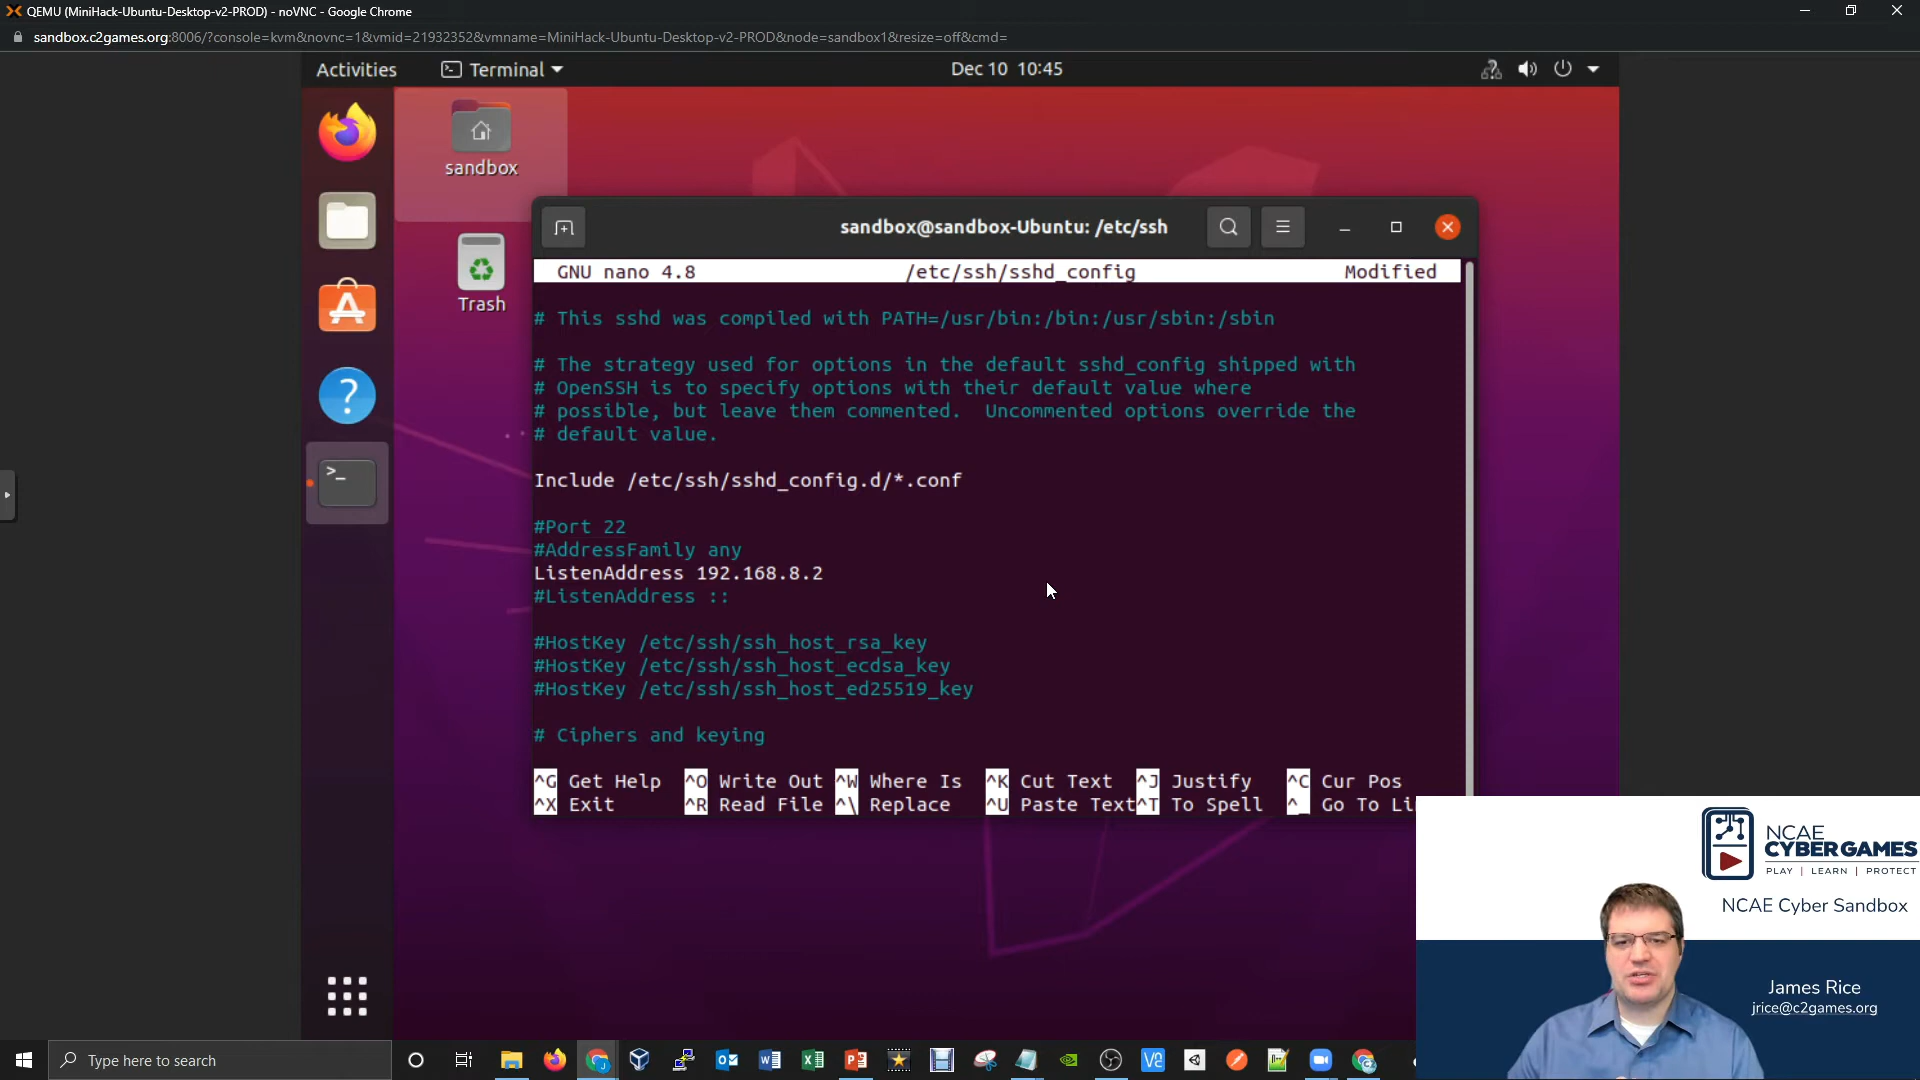 QEMU (MiniHack-Ubuntu-Desktop-v2-PROD) - noVNC - Google Chrome
sandbox.c2games.org:8006/?console=kvm&novnc=1&vmid=21932352&vmname=MiniHack-Ubuntu-Desktop-v2-PROD&node=sandbox1&resize=off&cmd=
Activities Terminal Dec 10 10:45
sandbox
Trash
sandbox@sandbox-Ubuntu: /etc/ssh
GNU nano 4.8 /etc/ssh/sshd_config Modified
# This sshd was compiled with PATH=/usr/bin:/bin:/usr/sbin:/sbin
# The strategy used for options in the default sshd_config shipped with
# OpenSSH is to specify options with their default value where
# possible, but leave them commented.  Uncommented options override the
# default value.
Include /etc/ssh/sshd_config.d/*.conf
#Port 22
#AddressFamily any
ListenAddress 192.168.8.2
#ListenAddress ::
#HostKey /etc/ssh/ssh_host_rsa_key
#HostKey /etc/ssh/ssh_host_ecdsa_key
#HostKey /etc/ssh/ssh_host_ed25519_key
# Ciphers and keying
^G Get Help ^O Write Out ^W Where Is ^K Cut Text ^J Justify ^C Cur Pos
^X Exit ^R Read File ^\ Replace ^U Paste Text ^T To Spell ^_ Go To Li
NCAE
CYBERGAMES
PLAY | LEARN | PROTECT
NCAE Cyber Sandbox
James Rice
jrice@c2games.org
Type here to search